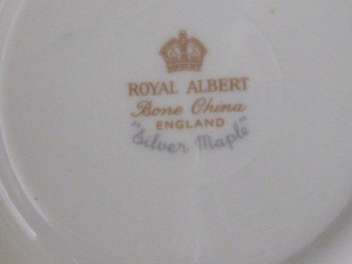 ROYAL ALBERT
Bone China
ENGLAND
"Silver Maple"